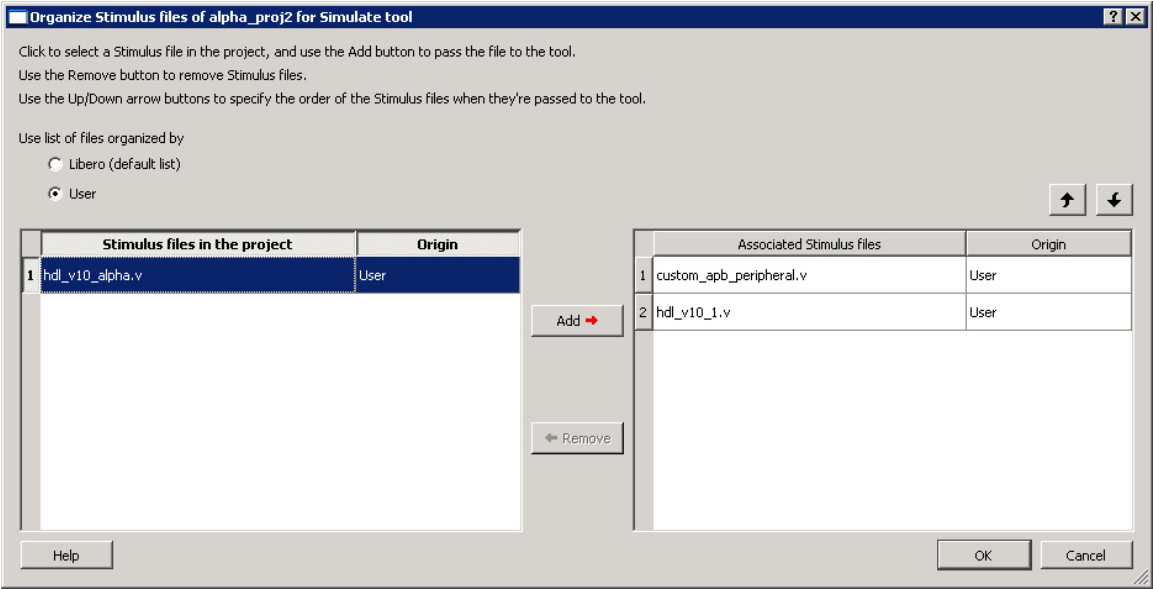 Organize Stimulus files of alpha_proj2 for Simulate tool
Click to select a Stimulus file in the project, and use the Add button to pass the file to the tool.
Use the Remove button to remove Stimulus files.
Use the Up/Down arrow buttons to specify the order of the Stimulus files when they're passed to the tool.
Use list of files organized by
Libero (default list)
User
Stimulus files in the project Origin
1 hdl_v10_alpha.v User
Add
Remove
Associated Stimulus files Origin
1 custom_apb_peripheral.v User
2 hdl_v10_1.v User
Help OK Cancel